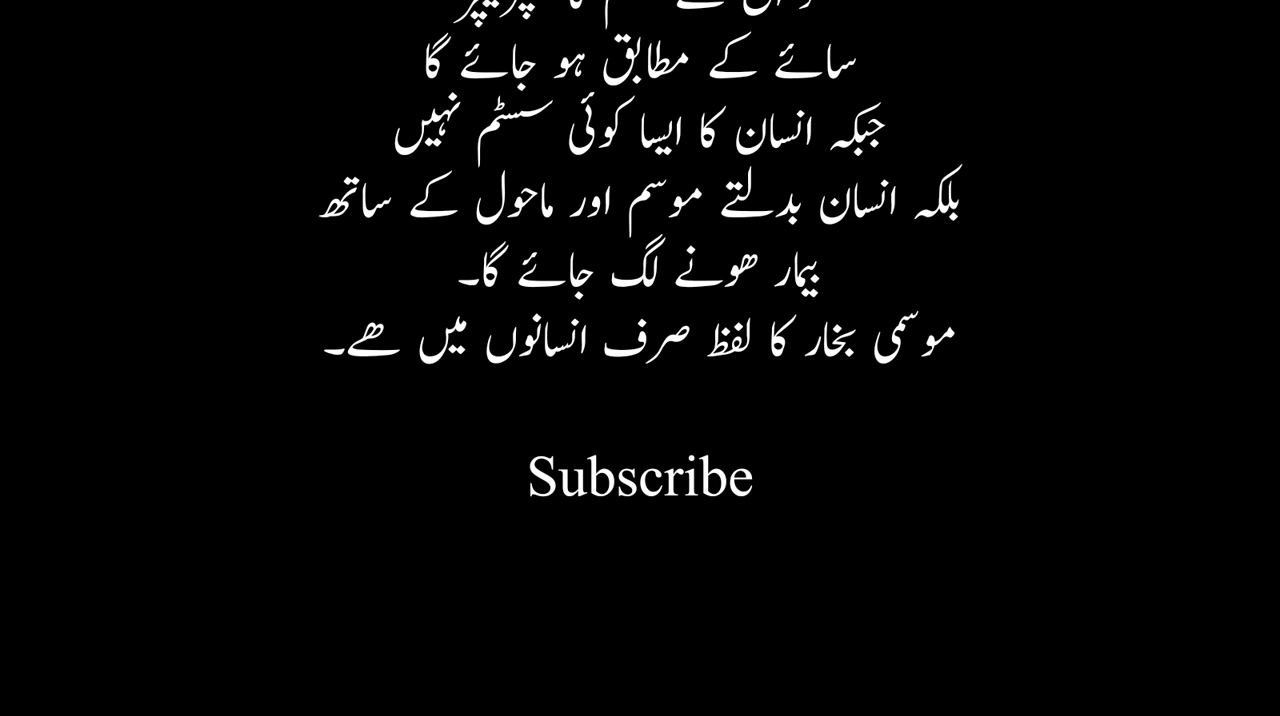 سائے کے مطابق ہو جائے گا
جبکہ انسان کا ایسا کوئی سسٹم نہیں
بلکہ انسان بدلتے موسم اور ماحول کے ساتھ
بیمار ھونے لگ جائے گا۔
موسمی بخار کا لفظ صرف انسانوں میں ھے۔
Subscribe